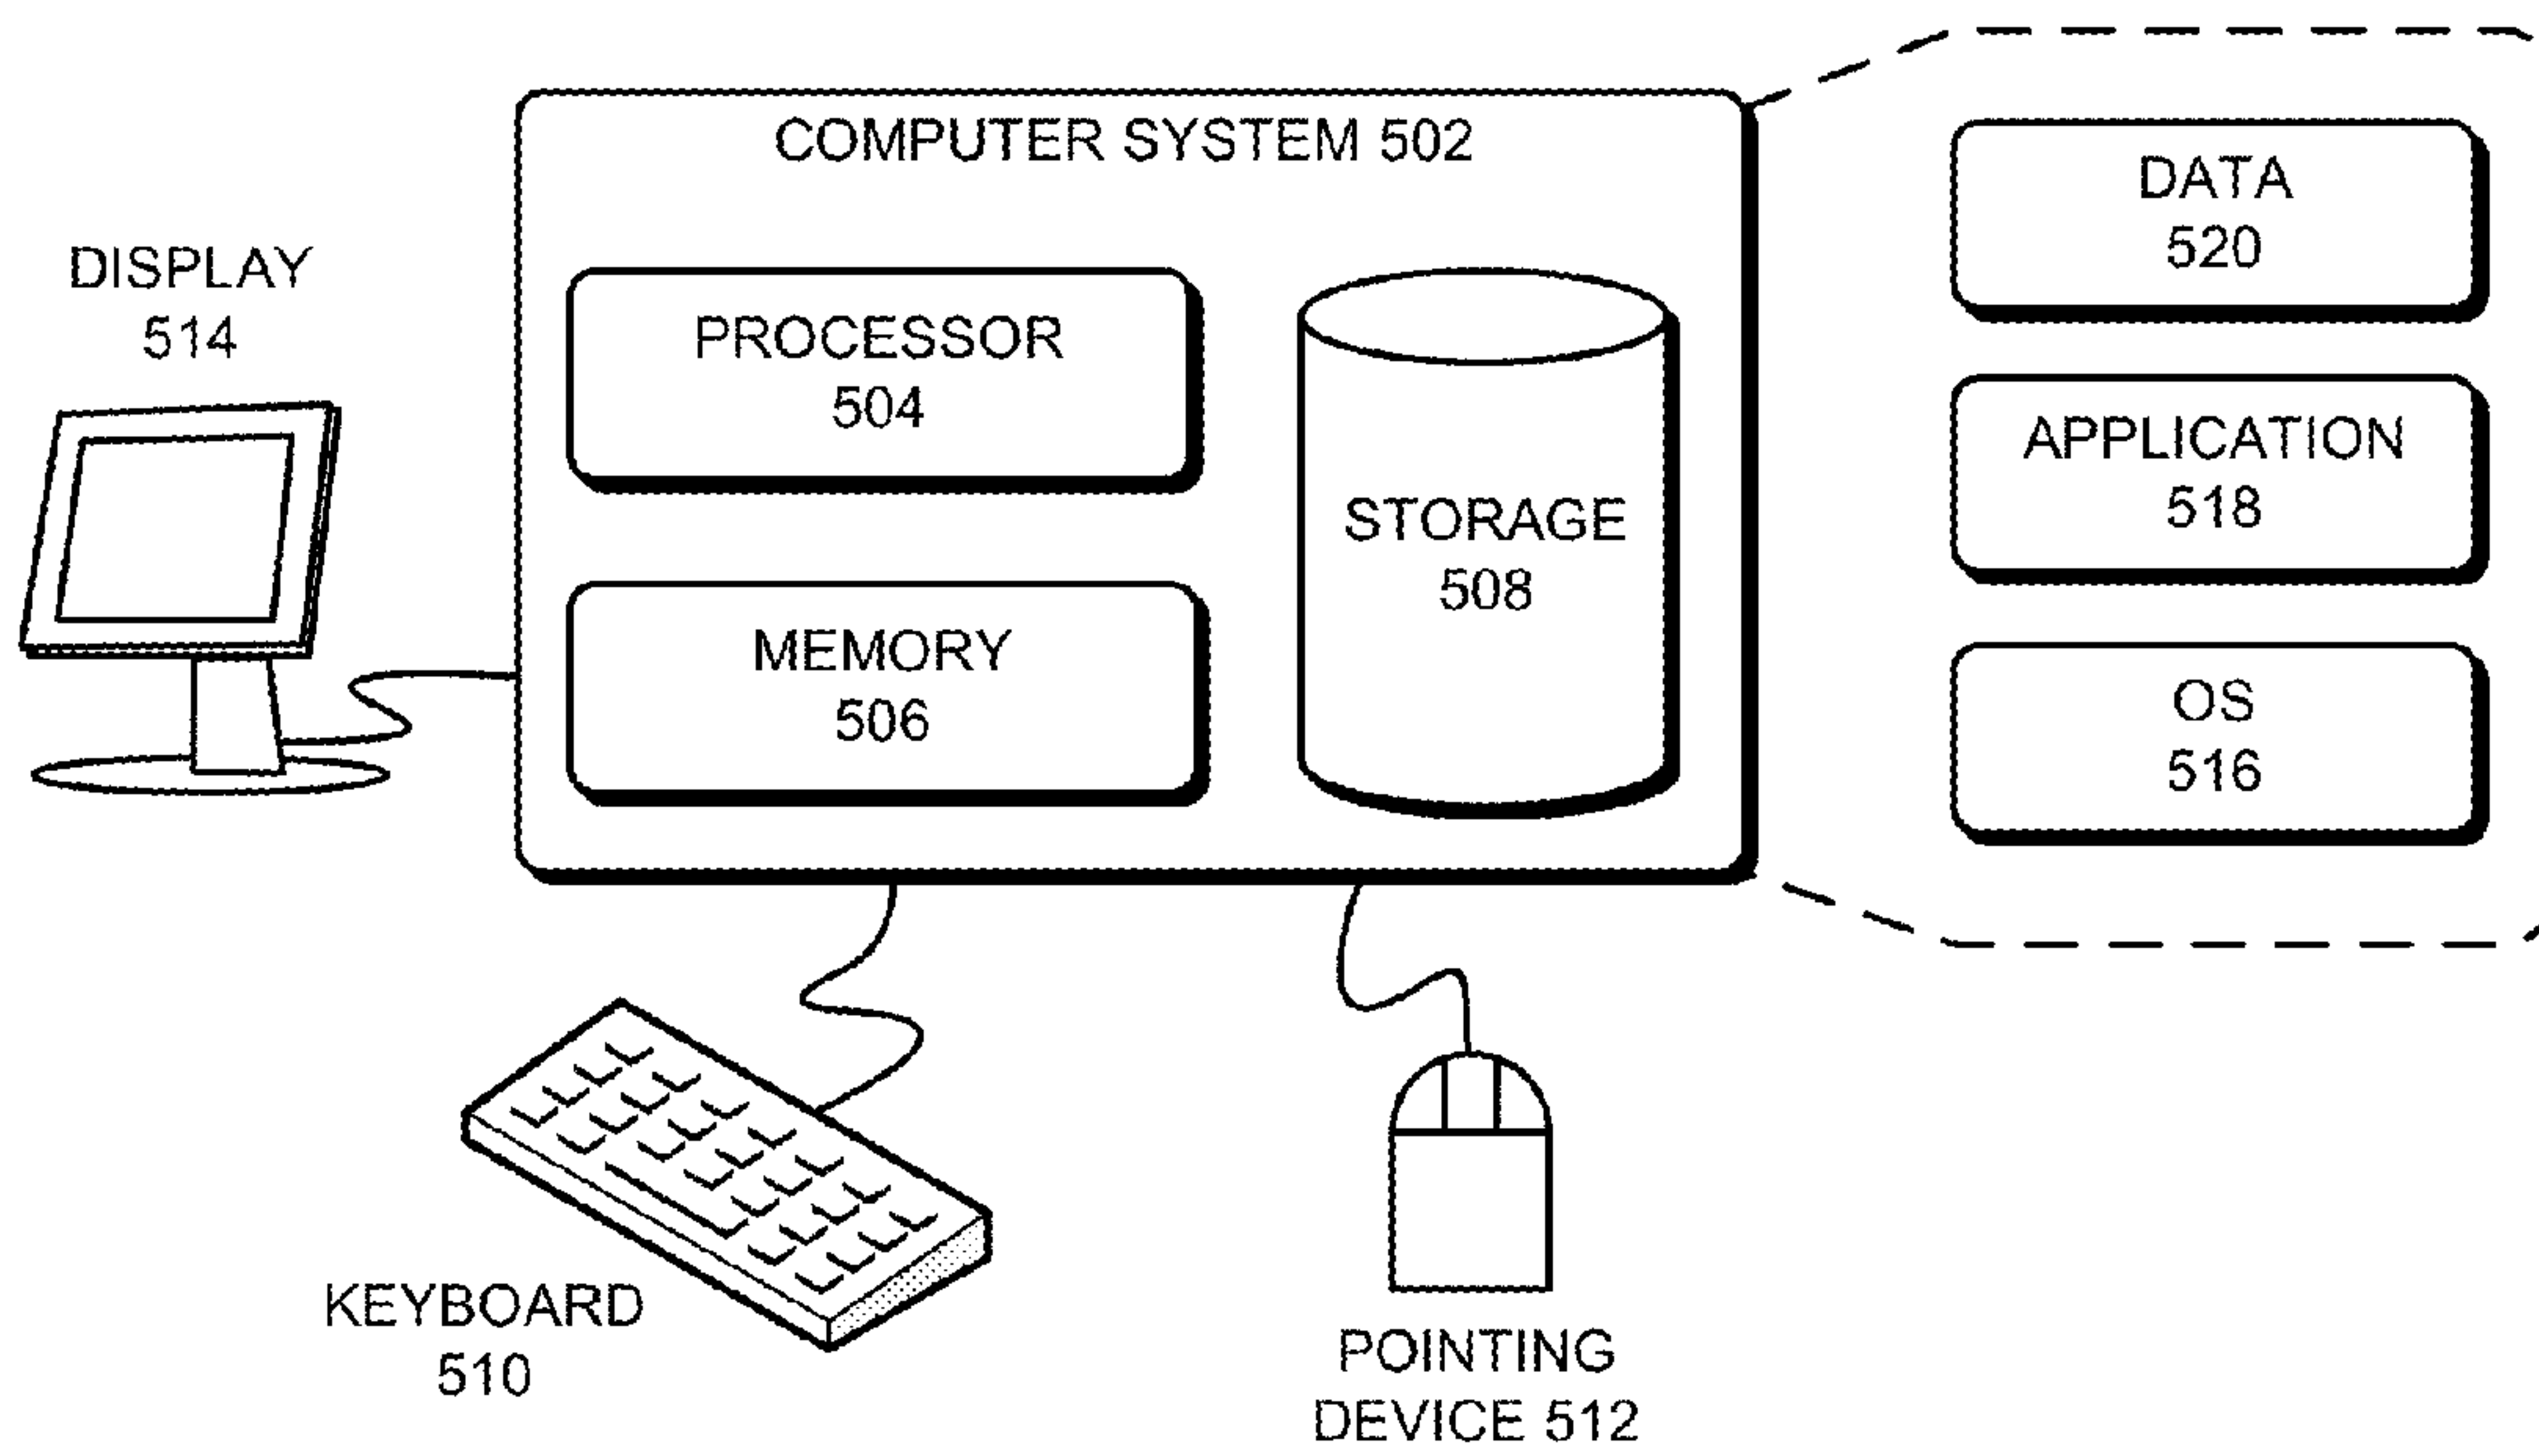 COMPUTER SYSTEM 502
DISPLAY
514
PROCESSOR
504
MEMORY
506
STORAGE
508
DATA
520
APPLICATION
518
OS
516
KEYBOARD
510
POINTING
DEVICE 512